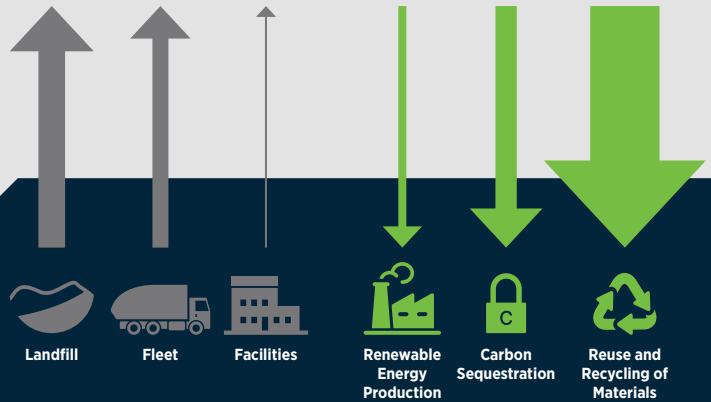 C
Landfill
Fleet
Facilities
Renewable
Energy
Production
Carbon
Sequestration
Reuse and
Recycling of
Materials